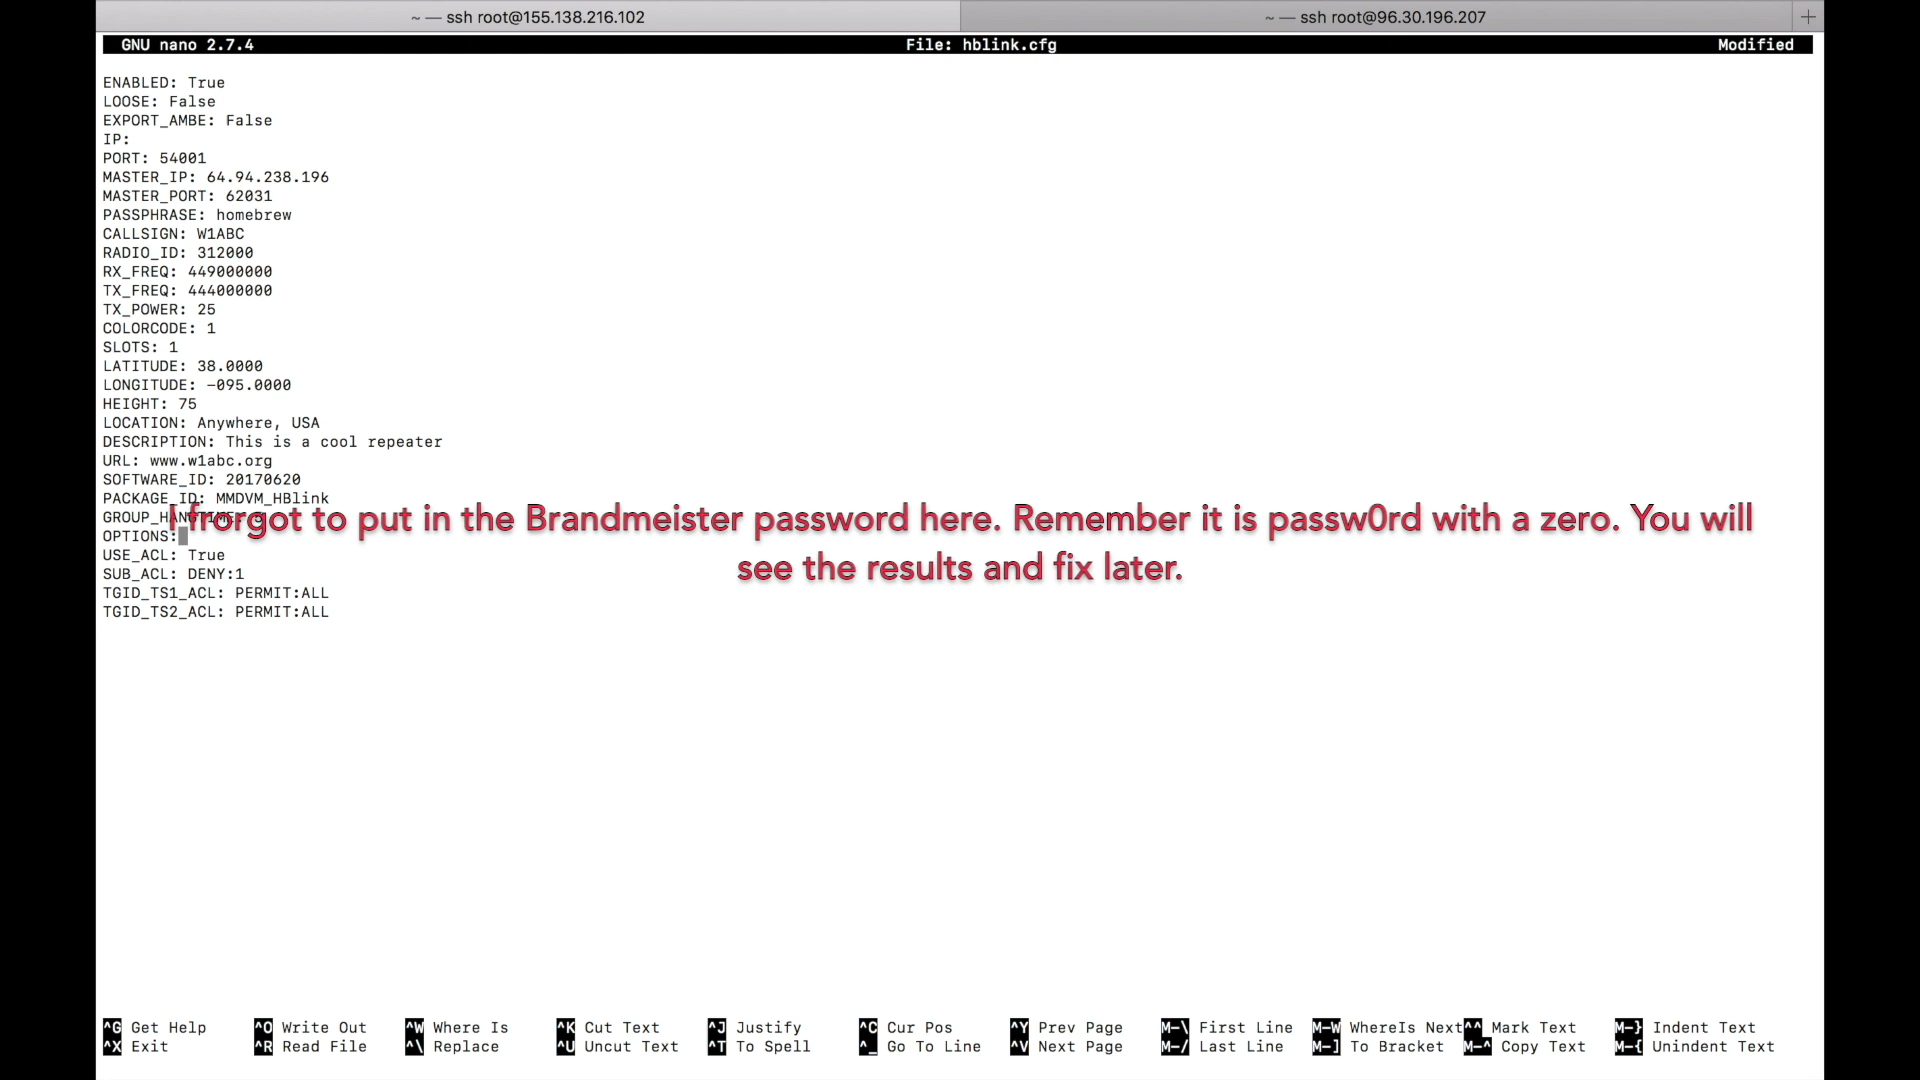 ~ — ssh root@155.138.216.102
~ — ssh root@96.30.196.207
GNU nano 2.7.4 File: hblink.cfg Modified
ENABLED: True
LOOSE: False
EXPORT_AMBE: False
IP:
PORT: 54001
MASTER_IP: 64.94.238.196
MASTER_PORT: 62031
PASSPHRASE: homebrew
CALLSIGN: W1ABC
RADIO_ID: 312000
RX_FREQ: 449000000
TX_FREQ: 444000000
TX_POWER: 25
COLORCODE: 1
SLOTS: 1
LATITUDE: 38.0000
LONGITUDE: -095.0000
HEIGHT: 75
LOCATION: Anywhere, USA
DESCRIPTION: This is a cool repeater
URL: www.w1abc.org
SOFTWARE_ID: 20170620
PACKAGE_ID: MMDVM_HBlink
GROUP_HANGTIME: 5
OPTIONS:
USE_ACL: True
SUB_ACL: DENY:1
TGID_TS1_ACL: PERMIT:ALL
TGID_TS2_ACL: PERMIT:ALL
I frorgot to put in the Brandmeister password here. Remember it is passw0rd with a zero. You will
see the results and fix later.
^G Get Help ^O Write Out ^W Where Is ^K Cut Text ^J Justify ^C Cur Pos ^Y Prev Page M-\ First Line M-W WhereIs Next ^^ Mark Text M-} Indent Text
^X Exit ^R Read File ^\ Replace ^U Uncut Text ^T To Spell ^_ Go To Line ^V Next Page M-/ Last Line M-] To Bracket M-^ Copy Text M-{ Unindent Text